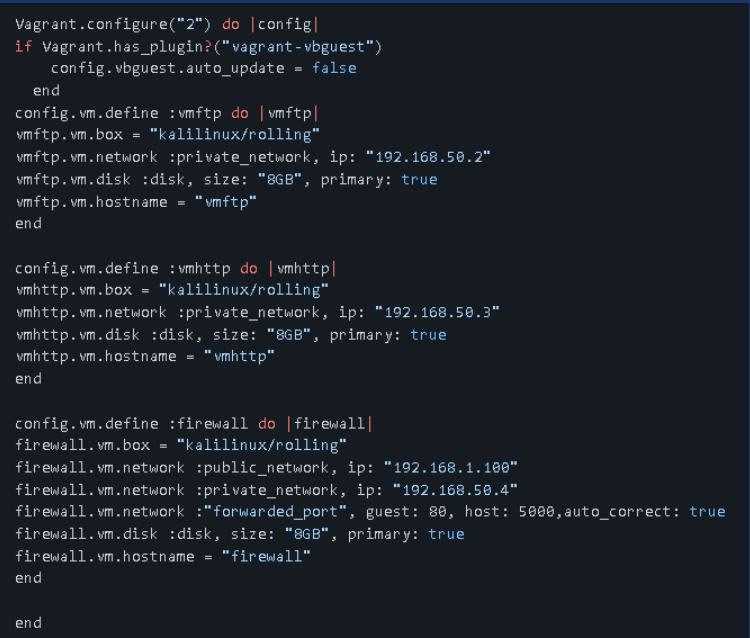 Vagrant.configure("2") do |config|
if Vagrant.has_plugin?("vagrant-vbguest")
    config.vbguest.auto_update = false
  end
config.vm.define :vmftp do |vmftp|
vmftp.vm.box = "kalilinux/rolling"
vmftp.vm.network :private_network, ip: "192.168.50.2"
vmftp.vm.disk :disk, size: "8GB", primary: true
vmftp.vm.hostname = "vmftp"
end

config.vm.define :vmhttp do |vmhttp|
vmhttp.vm.box = "kalilinux/rolling"
vmhttp.vm.network :private_network, ip: "192.168.50.3"
vmhttp.vm.disk :disk, size: "8GB", primary: true
vmhttp.vm.hostname = "vmhttp"
end

config.vm.define :firewall do |firewall|
firewall.vm.box = "kalilinux/rolling"
firewall.vm.network :public_network, ip: "192.168.1.100"
firewall.vm.network :private_network, ip: "192.168.50.4"
firewall.vm.network :"forwarded_port", guest: 80, host: 5000,auto_correct: true
firewall.vm.disk :disk, size: "8GB", primary: true
firewall.vm.hostname = "firewall"
end

end